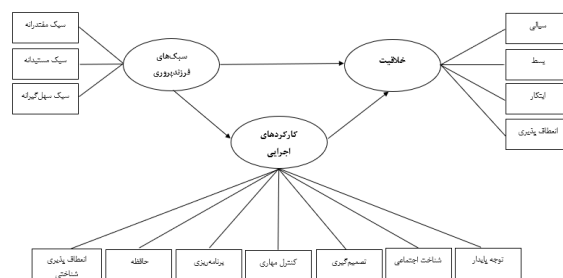 سیالی
بسط
ابتکار
انعطاف پذیری
خلاقیت
سبک‌های
فرزندپروری
سبک مقتدرانه
سبک مستبدانه
سبک سهل‌گیرانه
کارکردهای
اجرایی
توجه پایدار
شناخت اجتماعی
تصمیم‌گیری
کنترل مهاری
برنامه‌ریزی
حافظه
انعطاف پذیری
شناختی